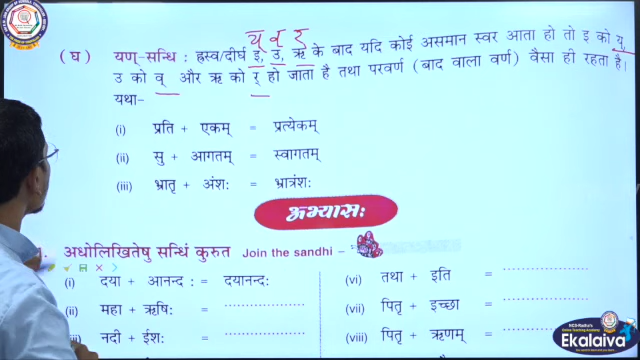 य् व र्
(घ) यण्-सन्धि : ह्रस्व/दीर्घ इ, उ, ऋ के बाद यदि कोई असमान स्वर आता हो तो इ को य्,
उ को व् और ऋ को र् हो जाता है तथा परवर्ण (बाद वाला वर्ण) वैसा ही रहता है।
यथा-
(i) प्रति + एकम् = प्रत्येकम्
(ii) सु + आगतम् = स्वागतम्
(iii) भ्रातृ + अंशः = भ्रात्रंशः
अभ्यासः
अधोलिखितेषु सन्धिं कुरुत Join the sandhi –
(i) दया + आनन्द : = दयानन्दः
(vi) तथा + इति = ....................
(ii) महा + ऋषिः = ....................
(vii) पितृ + इच्छा = ....................
नदी + ईशः = ....................
(viii) पितृ + ऋणम् = ....................
Ekalaiva